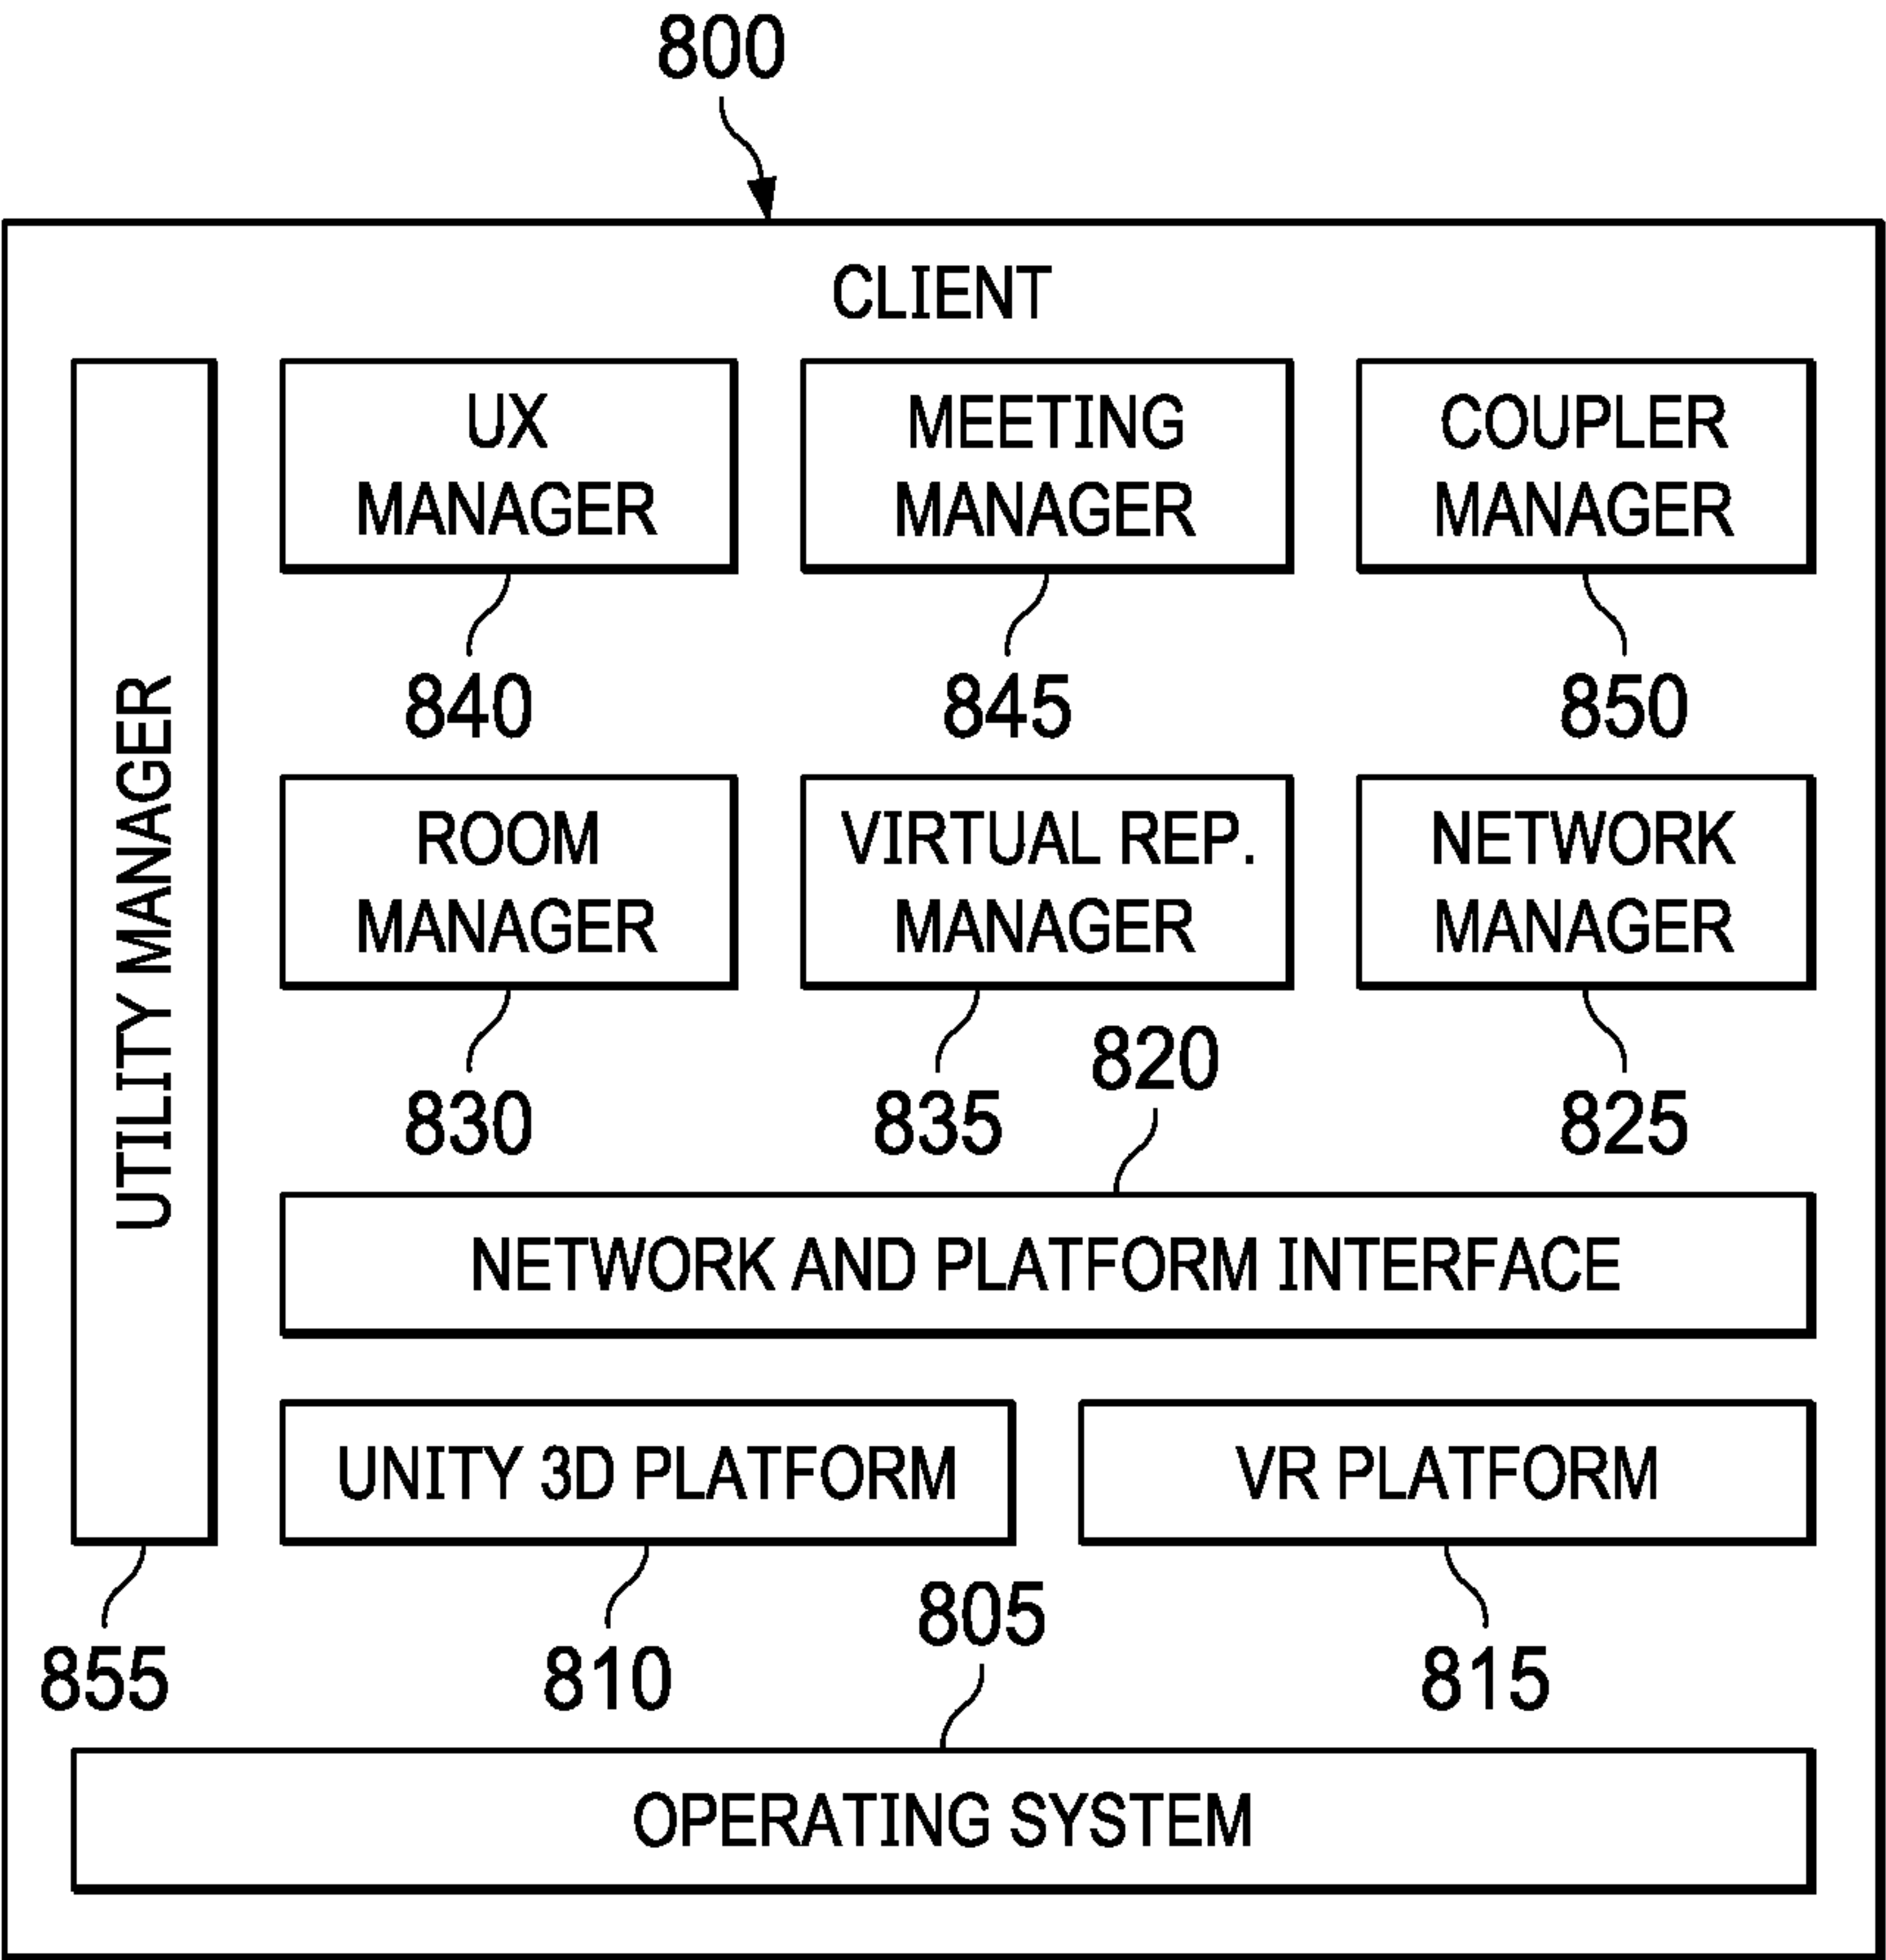 800
CLIENT
UTILITY MANAGER
UX
MANAGER
MEETING
MANAGER
COUPLER
MANAGER
840
845
850
ROOM
MANAGER
VIRTUAL REP.
MANAGER
NETWORK
MANAGER
830
835
820
825
NETWORK AND PLATFORM INTERFACE
UNITY 3D PLATFORM
VR PLATFORM
855
810
805
815
OPERATING SYSTEM